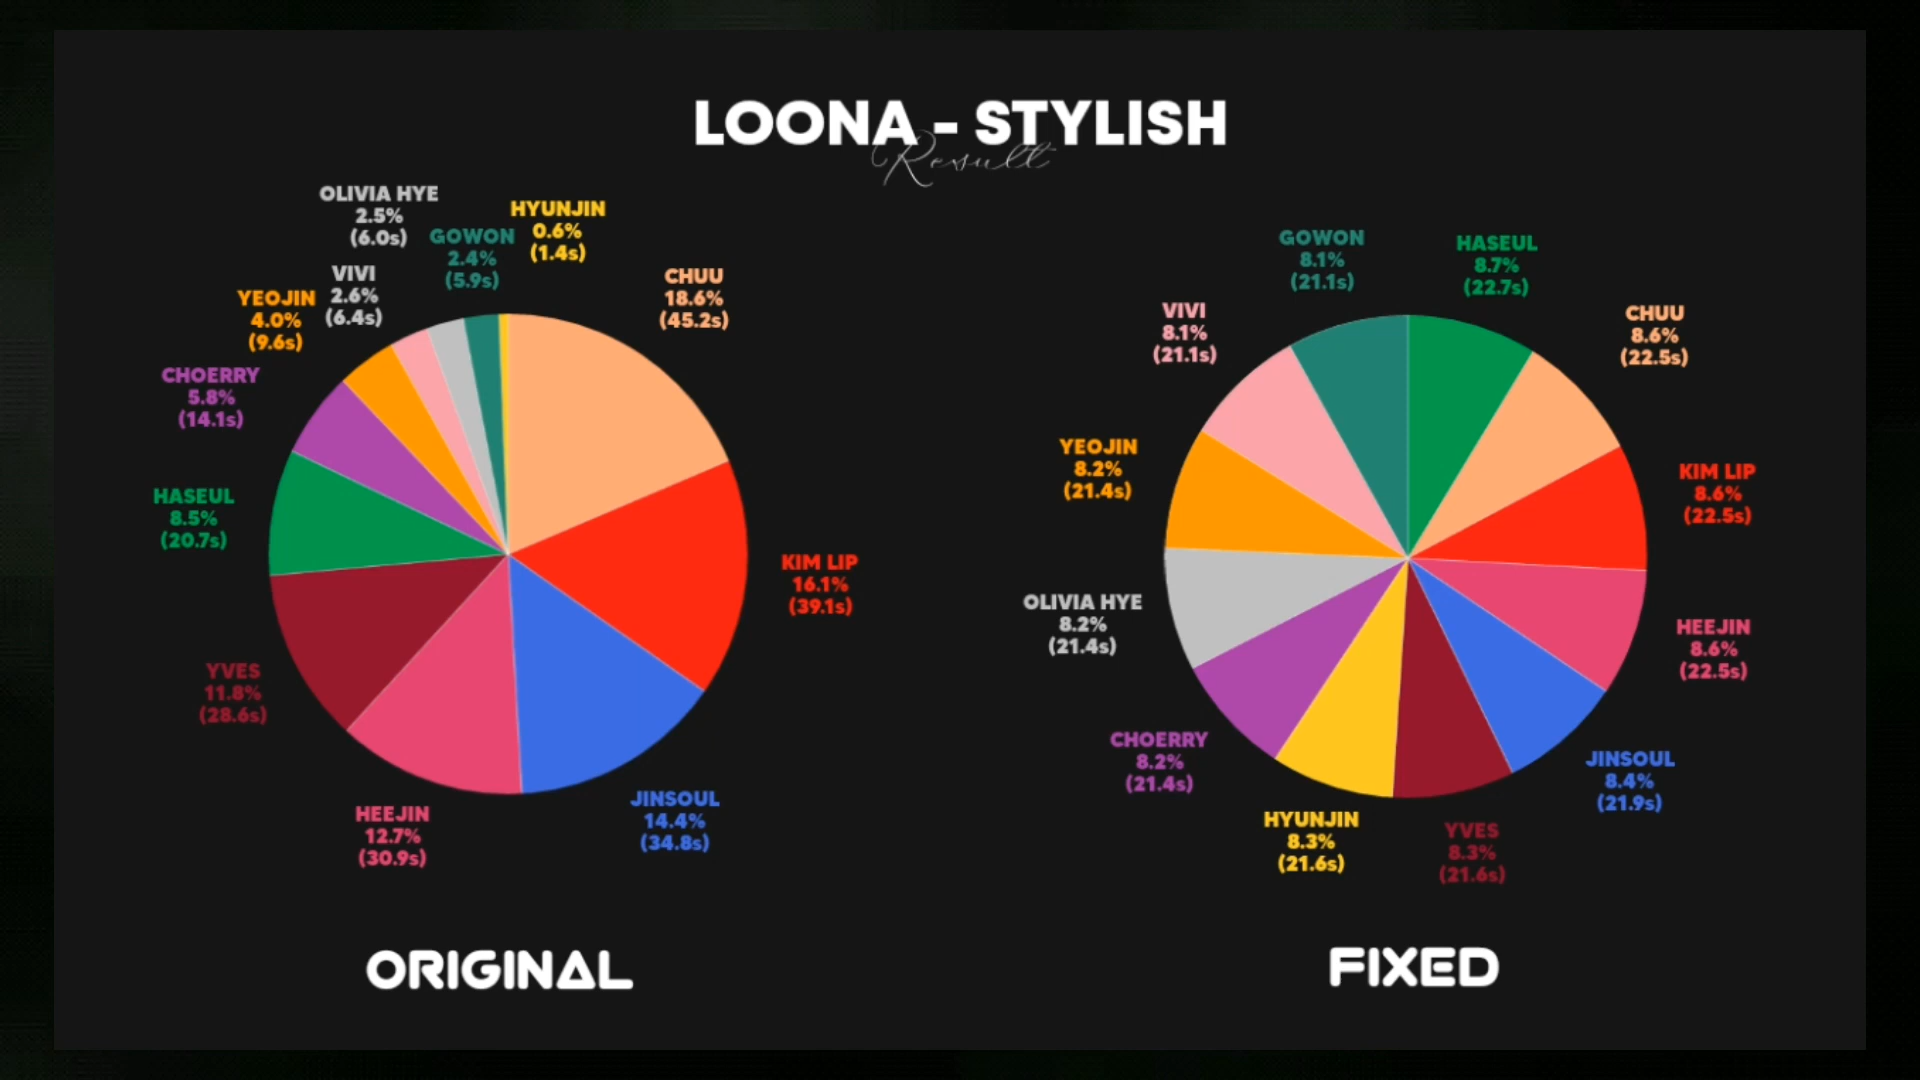 LOONA - STYLISH
Result
OLIVIA HYE
2.5%
(6.0s)
HYUNJIN
0.6%
(1.4s)
GOWON
2.4%
(5.9s)
VIVI
2.6%
(6.4s)
YEOJIN
4.0%
(9.6s)
CHOERRY
5.8%
(14.1s)
HASEUL
8.5%
(20.7s)
YVES
11.8%
(28.6s)
HEEJIN
12.7%
(30.9s)
JINSOUL
14.4%
(34.8s)
KIM LIP
16.1%
(39.1s)
CHUU
18.6%
(45.2s)
ORIGINAL
GOWON
8.1%
(21.1s)
HASEUL
8.7%
(22.7s)
CHUU
8.6%
(22.5s)
KIM LIP
8.6%
(22.5s)
HEEJIN
8.6%
(22.5s)
JINSOUL
8.4%
(21.9s)
YVES
8.3%
(21.6s)
HYUNJIN
8.3%
(21.6s)
CHOERRY
8.2%
(21.4s)
OLIVIA HYE
8.2%
(21.4s)
YEOJIN
8.2%
(21.4s)
VIVI
8.1%
(21.1s)
FIXED